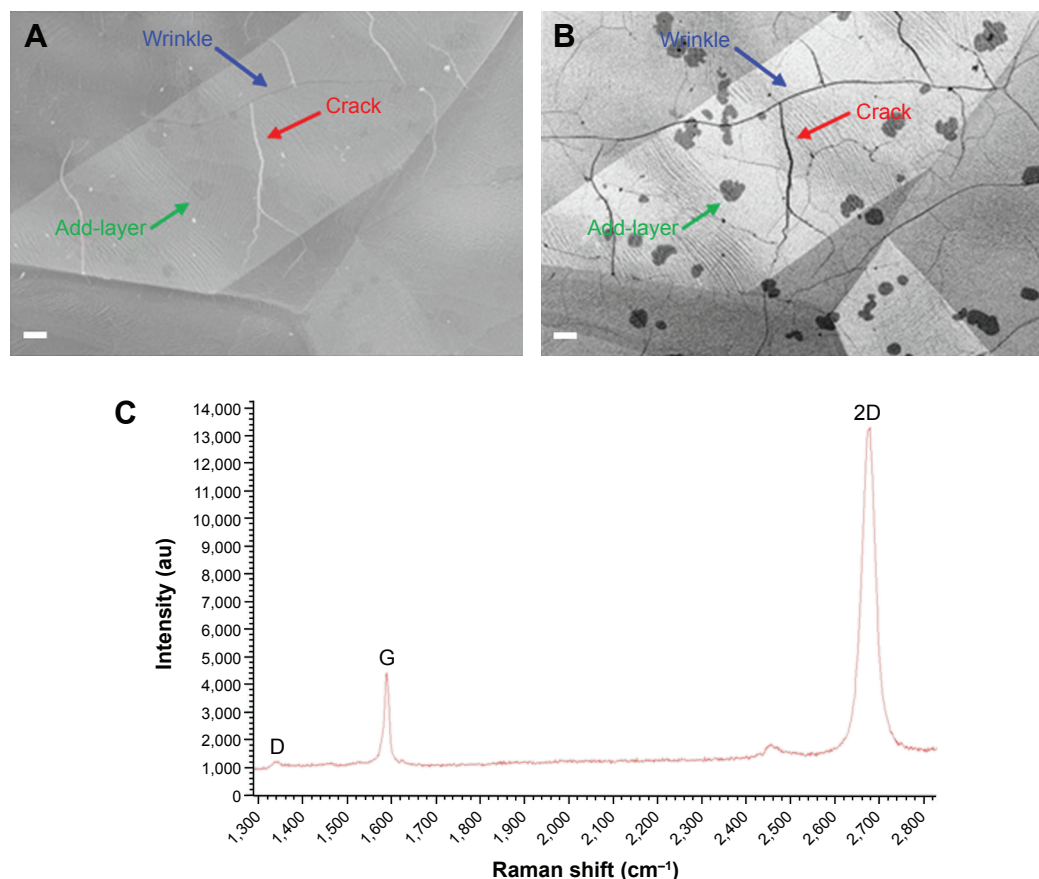 A
Wrinkle
Crack
Add-layer
B
Wrinkle
Crack
Add-layer
C
14,000
13,000
12,000
11,000
10,000
9,000
8,000
7,000
6,000
5,000
4,000
3,000
2,000
1,000
0
Intensity (au)
D
G
2D
1,300
1,400
1,500
1,600
1,700
1,800
1,900
2,000
2,100
2,200
2,300
2,400
2,500
2,600
2,700
2,800
Raman shift (cm⁻¹)